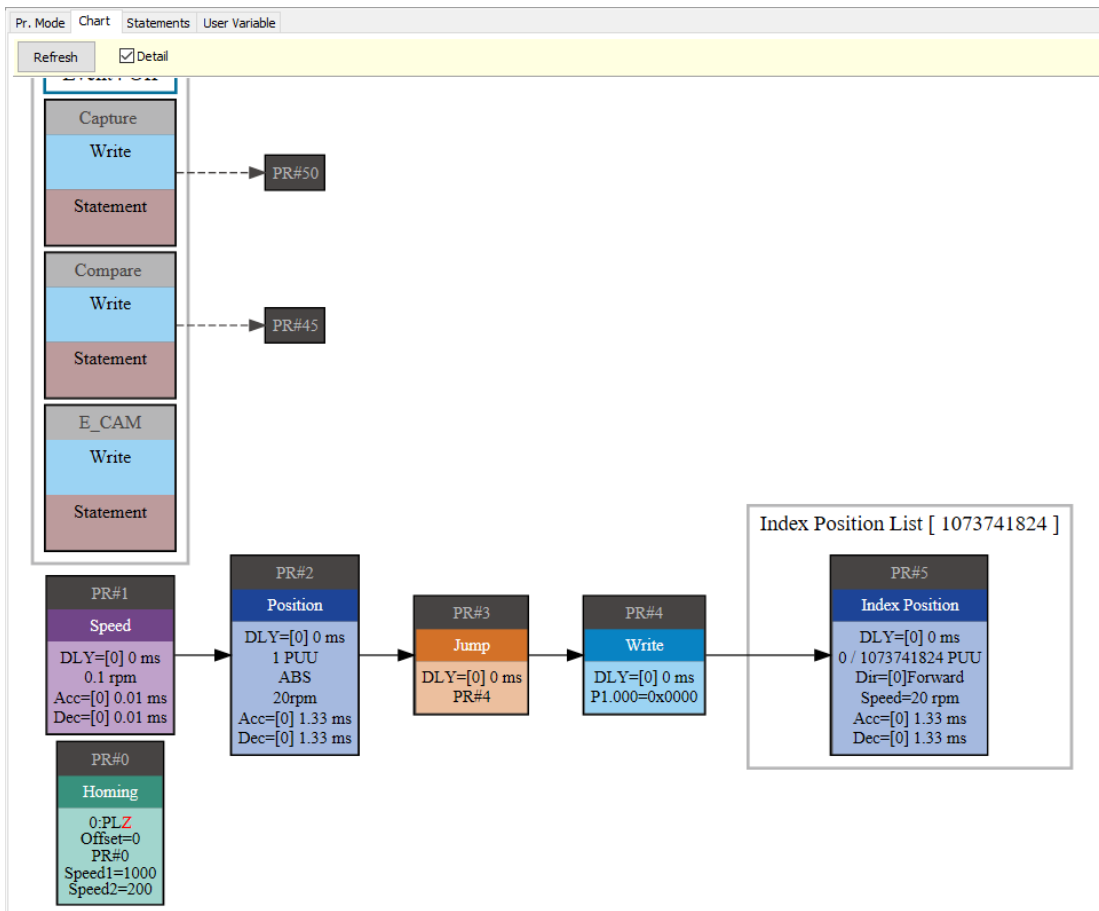 Pr. Mode Chart Statements User Variable
Refresh Detail
Event : Off
Capture
Write
Statement
PR#50
Compare
Write
Statement
PR#45
E_CAM
Write
Statement
PR#1
Speed
DLY=[0] 0 ms
0.1 rpm
Acc=[0] 0.01 ms
Dec=[0] 0.01 ms
PR#2
Position
DLY=[0] 0 ms
1 PUU
ABS
20rpm
Acc=[0] 1.33 ms
Dec=[0] 1.33 ms
PR#3
Jump
DLY=[0] 0 ms
PR#4
PR#4
Write
DLY=[0] 0 ms
P1.000=0x0000
Index Position List [ 1073741824 ]
PR#5
Index Position
DLY=[0] 0 ms
0 / 1073741824 PUU
Dir=[0]Forward
Speed=20 rpm
Acc=[0] 1.33 ms
Dec=[0] 1.33 ms
PR#0
Homing
0:PLZ
Offset=0
PR#0
Speed1=1000
Speed2=200